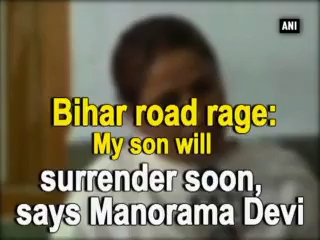 ANI
Bihar road rage:
My son will
surrender soon,
says Manorama Devi